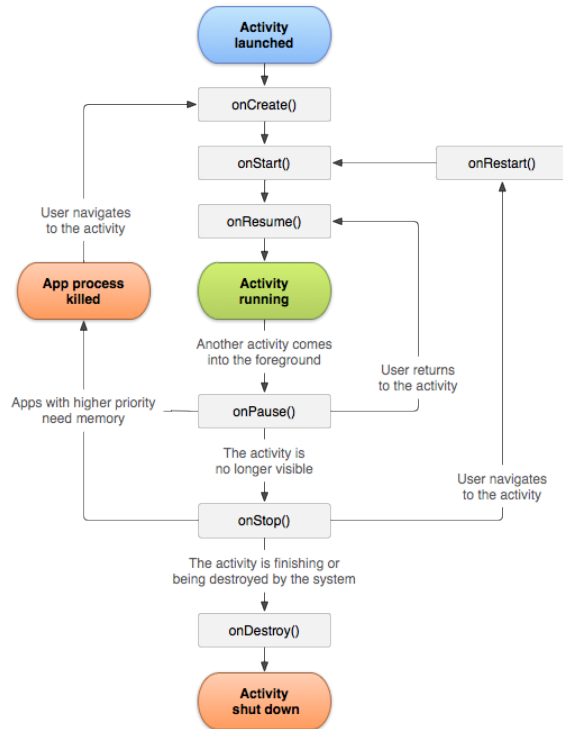 Activity
launched
onCreate()
onStart()
onRestart()
User navigates
to the activity
onResume()
App process
killed
Activity
running
Another activity comes
into the foreground
User returns
to the activity
Apps with higher priority
need memory
onPause()
The activity is
no longer visible
User navigates
to the activity
onStop()
The activity is finishing or
being destroyed by the system
onDestroy()
Activity
shut down